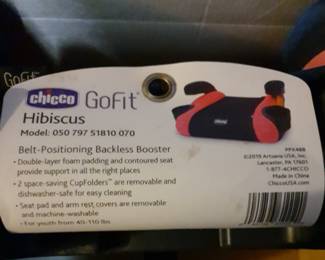 GoFit
chicco GoFit®
Hibiscus
Model: 050 797 51810 070
Belt-Positioning Backless Booster
• Double-layer foam padding and contoured seat
provide support in all the right places
• 2 space-saving CupFolders™ are removable and
dishwasher-safe for easy cleaning
• Seat pad and arm rest covers are removable
and machine-washable
• For youth from 40-110 lbs
©2015 Artsana USA, Inc.
Lancaster, PA 17601
1-877-4CHICCO
Made in China
ChiccoUSA.com